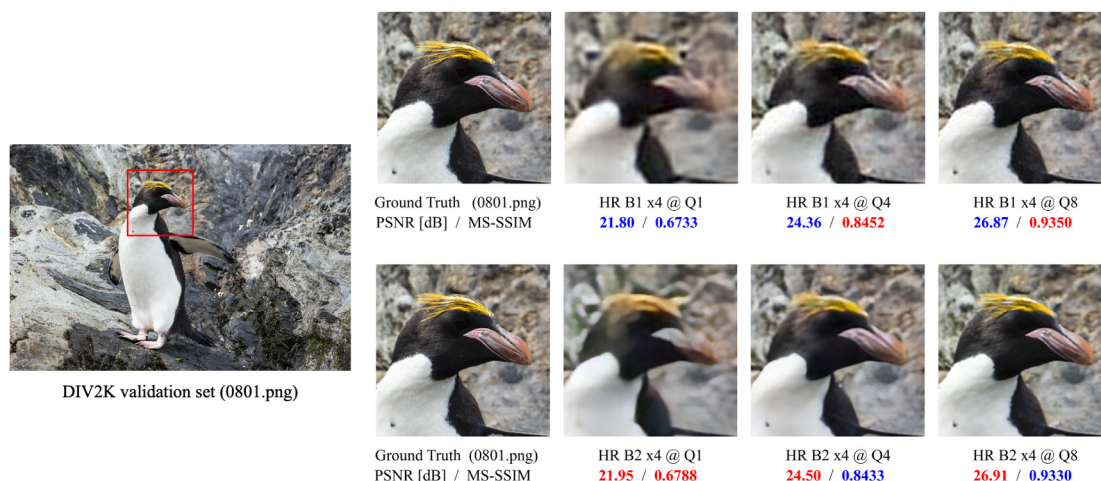 DIV2K validation set (0801.png)
Ground Truth (0801.png)
PSNR [dB] / MS-SSIM
HR B1 x4 @ Q1
21.80 / 0.6733
HR B1 x4 @ Q4
24.36 / 0.8452
HR B1 x4 @ Q8
26.87 / 0.9350
Ground Truth (0801.png)
PSNR [dB] / MS-SSIM
HR B2 x4 @ Q1
21.95 / 0.6788
HR B2 x4 @ Q4
24.50 / 0.8433
HR B2 x4 @ Q8
26.91 / 0.9330